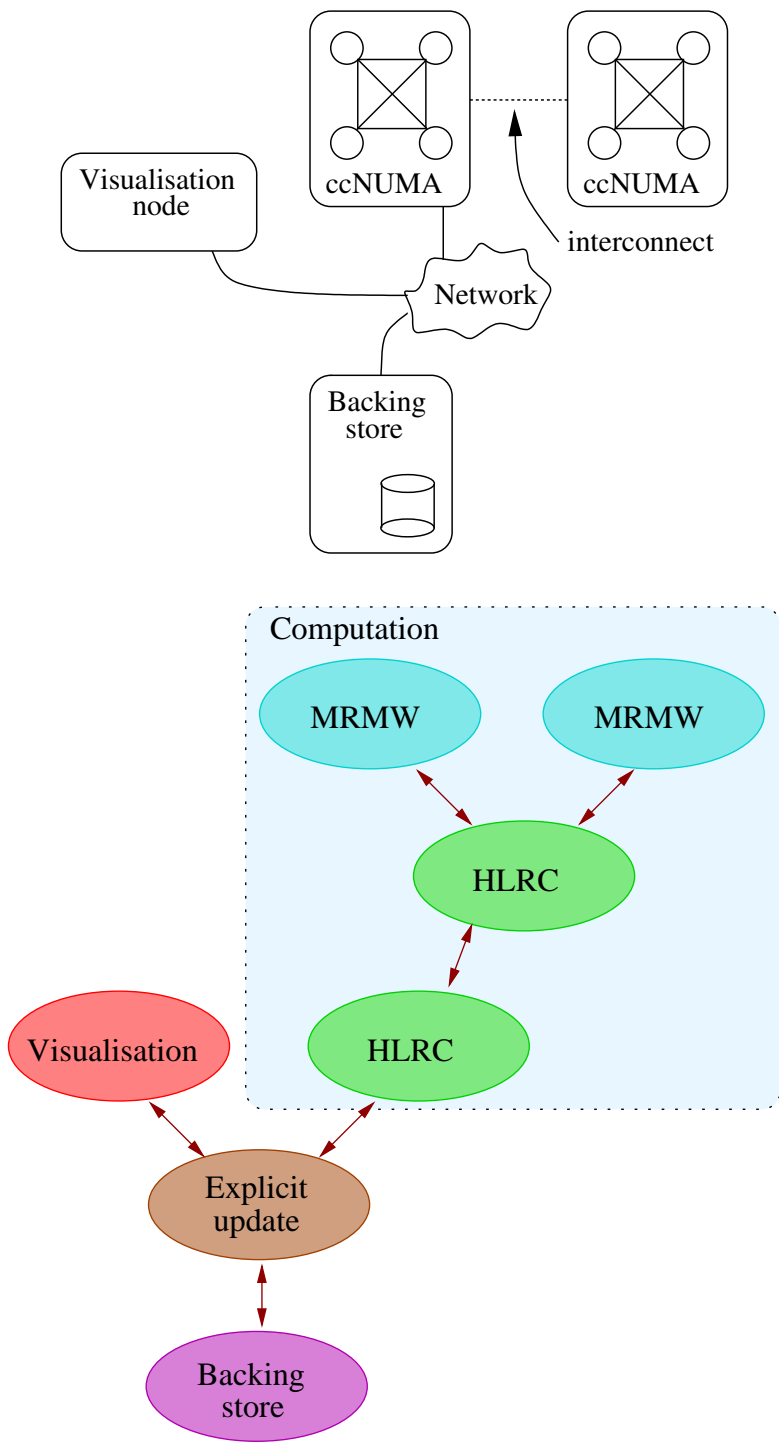 ccNUMA
ccNUMA
Visualisation
node
interconnect
Network
Backing
store
Computation
MRMW
MRMW
HLRC
Visualisation
HLRC
Explicit
update
Backing
store